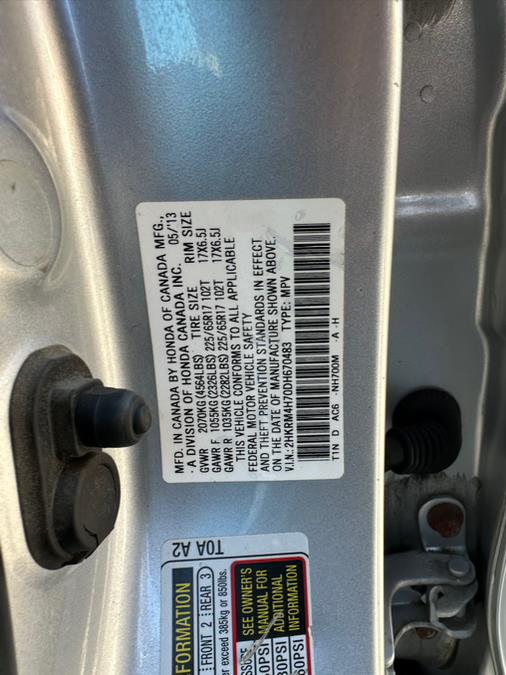 MFD. IN CANADA BY HONDA OF CANADA MFG.,
A DIVISION OF HONDA CANADA INC. 05/13
GVWR 2070KG(4564LBS) TIRE SIZE RIM SIZE
GAWR F 1055KG(2326LBS) 225/65R17 102T 17X6.5J
GAWR R 1035KG(2282LBS) 225/65R17 102T 17X6.5J
THIS VEHICLE CONFORMS TO ALL APPLICABLE
FEDERAL MOTOR VEHICLE SAFETY
AND THEFT PREVENTION STANDARDS IN EFFECT
ON THE DATE OF MANUFACTURE SHOWN ABOVE.
V.I.N.: 2HKRM4H70DH670483 TYPE: MPV
T1N D AC6 -NH700M -A -H
T0A A2
FORMATION
FRONT 2 REAR 3
er exceed 385kg or 850lbs.
SEE OWNER'S
MANUAL FOR
ADDITIONAL
INFORMATION
60PSI